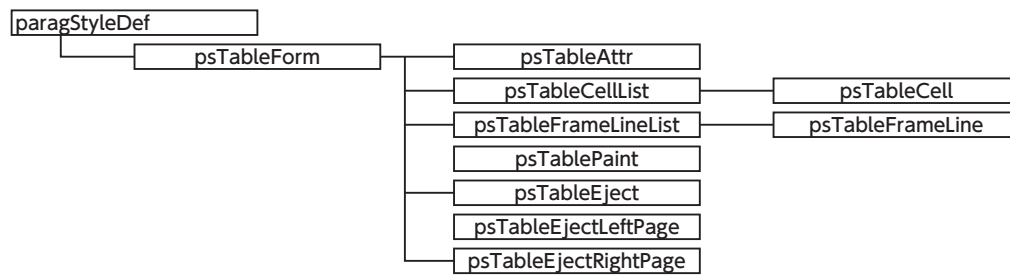 paragStyleDef
psTableForm
psTableAttr
psTableCellList
psTableCell
psTableFrameLineList
psTableFrameLine
psTablePaint
psTableEject
psTableEjectLeftPage
psTableEjectRightPage